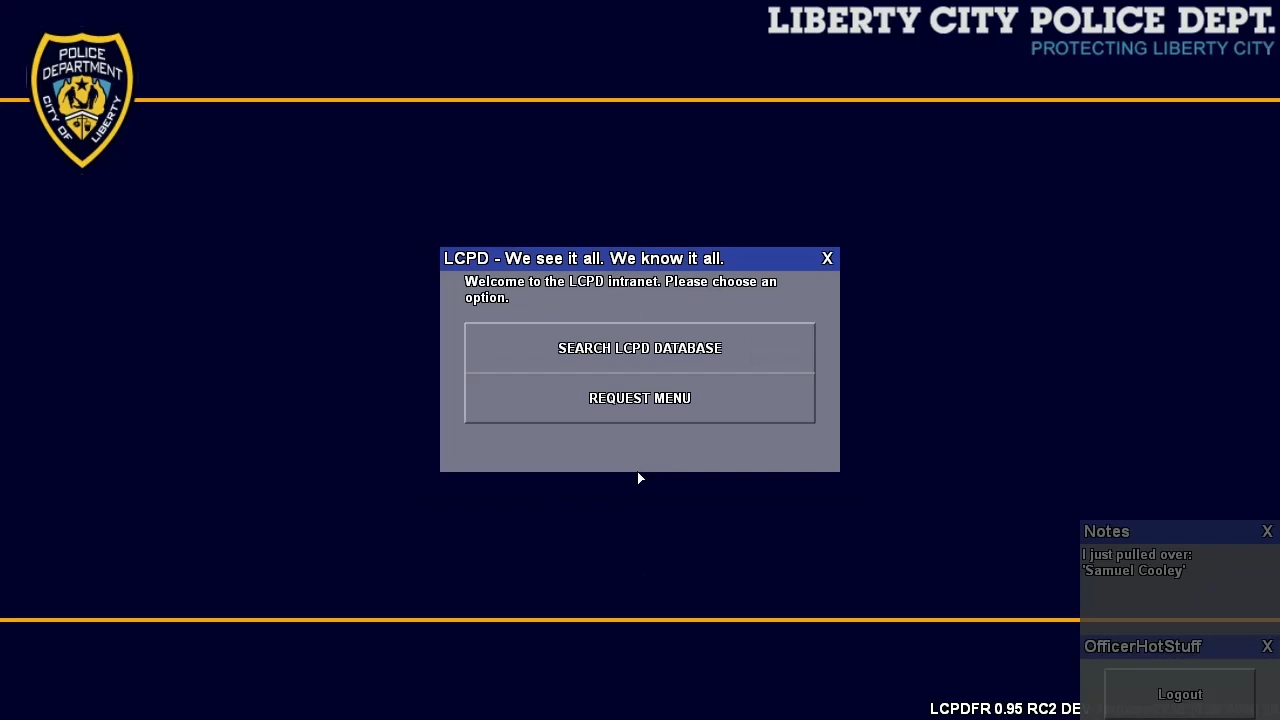 LIBERTY CITY POLICE DEPT.
PROTECTING LIBERTY CITY
POLICE
DEPARTMENT
CITY OF LIBERTY
LCPD - We see it all. We know it all. X
Welcome to the LCPD intranet. Please choose an
option.
SEARCH LCPD DATABASE
REQUEST MENU
Notes X
I just pulled over:
'Samuel Cooley'
OfficerHotStuff X
Logout
LCPDFR 0.95 RC2 DE